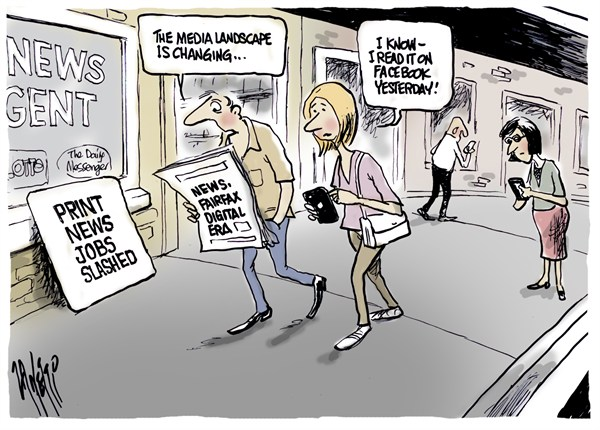 THE MEDIA LANDSCAPE
IS CHANGING...
I KNOW-
I READ IT ON
FACEBOOK
YESTERDAY!
NEWS
GENT
LOTTO
The Daily
Messenger
PRINT
NEWS
JOBS
SLASHED
NEWS,
FAIRFAX
DIGITAL
ERA